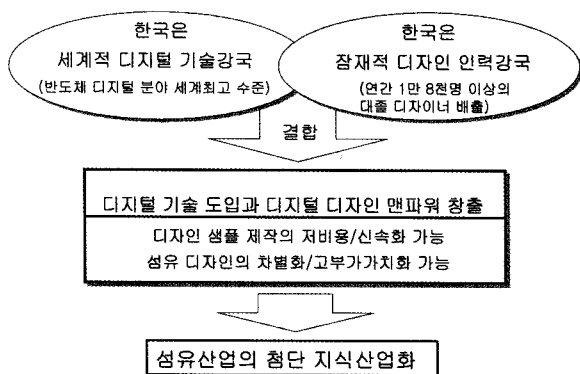 한국은
세계적 디지털 기술강국
(반도체 디지털 분야 세계최고 수준)
한국은
잠재적 디자인 인력강국
(연간 1만 8천명 이상의
대졸 디자이너 배출)
결합
디지털 기술 도입과 디지털 디자인 맨파워 창출
디자인 샘플 제작의 저비용/신속화 가능
섬유 디자인의 차별화/고부가가치화 가능
섬유산업의 첨단 지식산업화